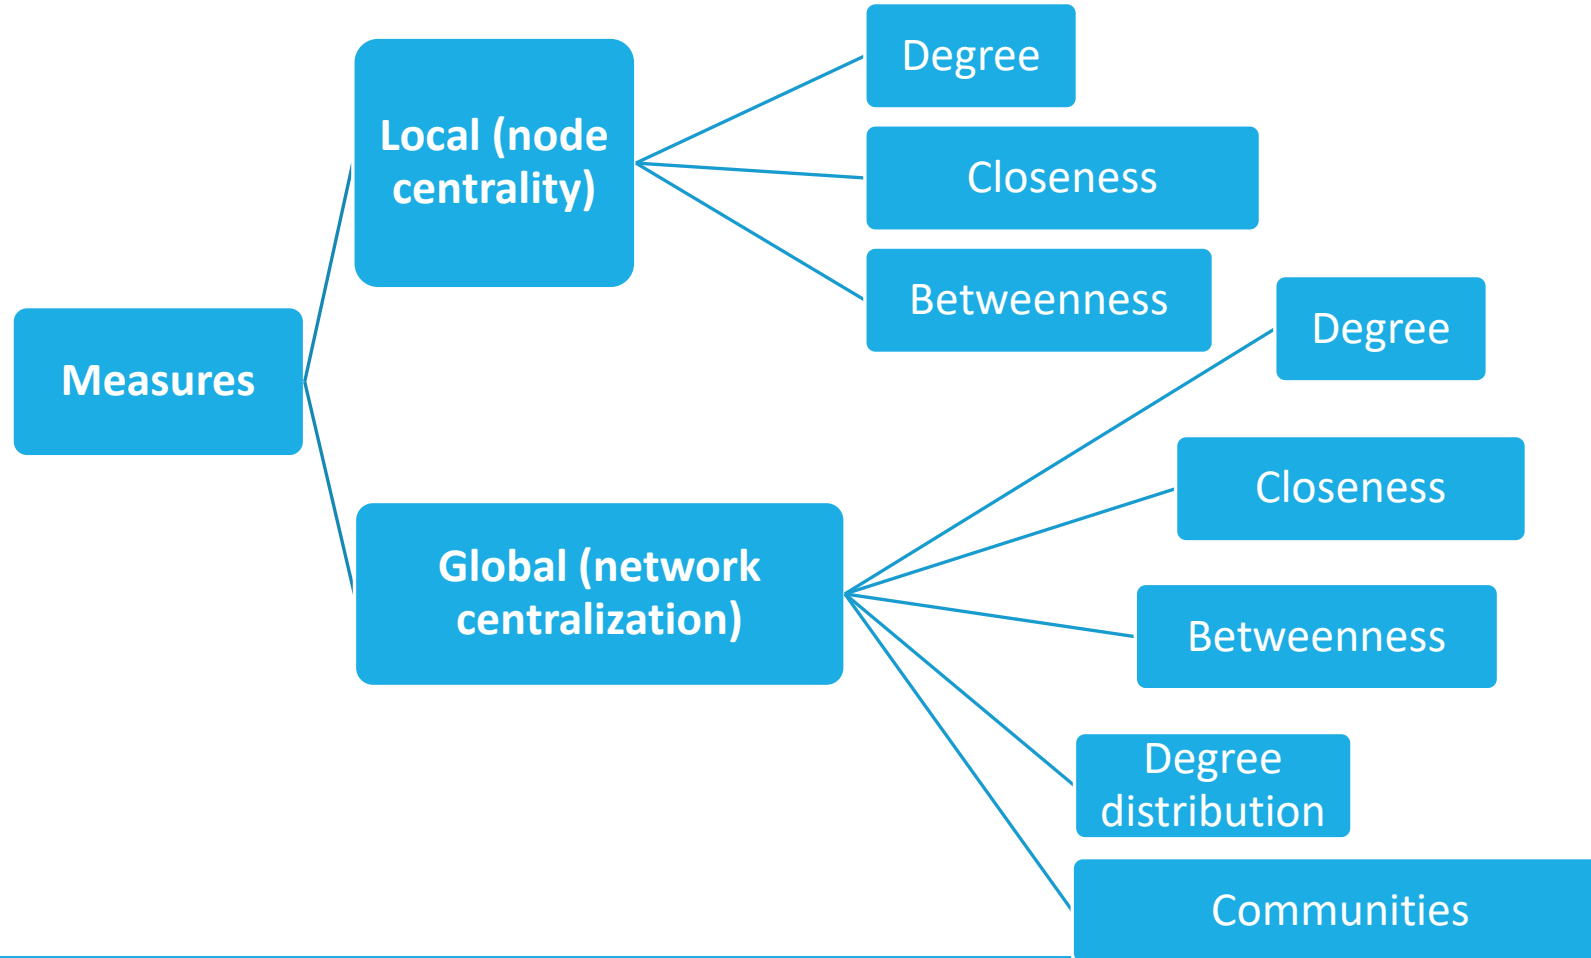 Measures
Local (node
centrality)
Degree
Closeness
Betweenness
Global (network
centralization)
Degree
Closeness
Betweenness
Degree
distribution
Communities